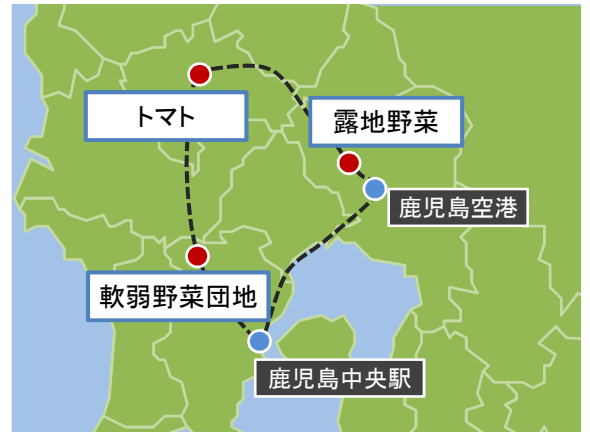 トマト
露地野菜
鹿児島空港
軟弱野菜団地
鹿児島中央駅